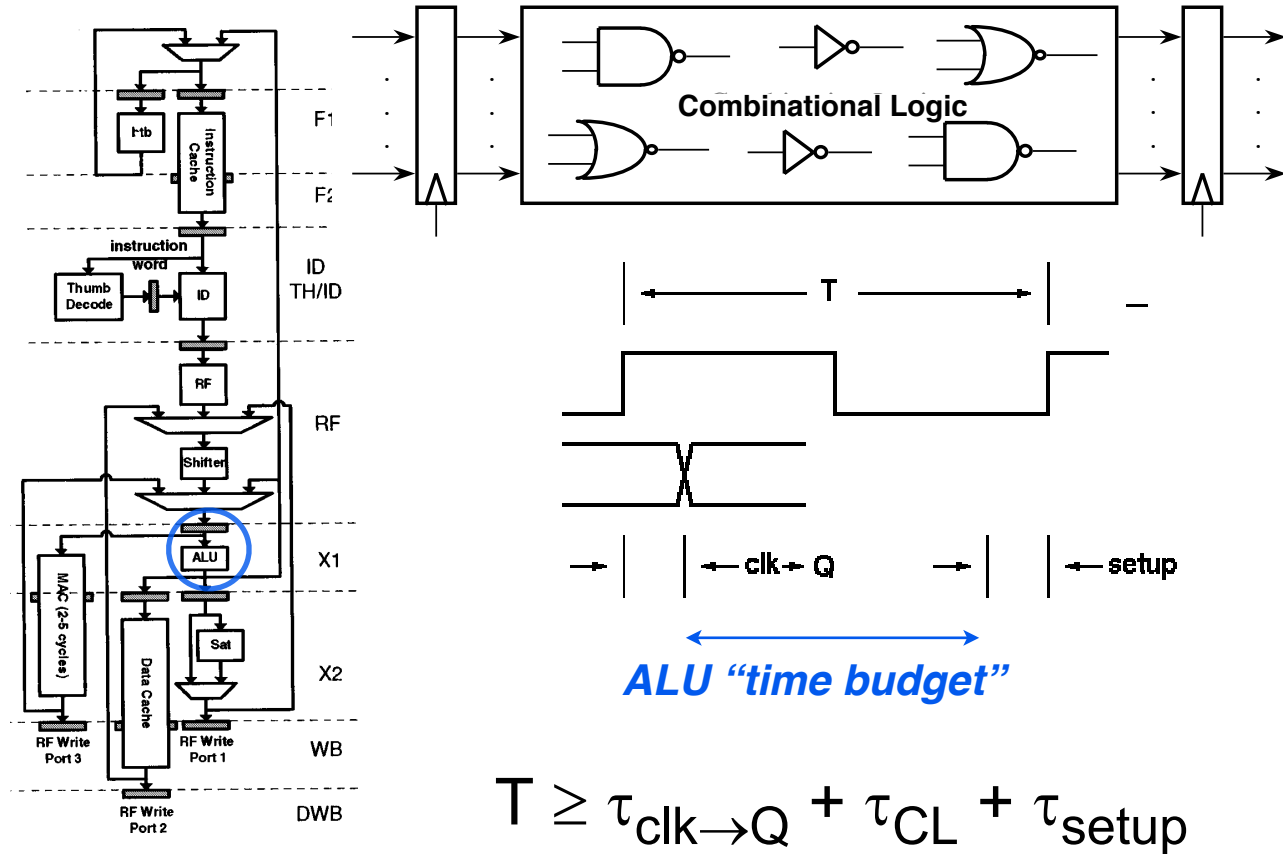 F1
btb
Instruction
Cache
F2
instruction
word
ID
TH/ID
Thumb
Decode
ID
RF
RF
Shifter
ALU
X1
MAC (2-5 cycles)
Data Cache
Sat
X2
RF Write
Port 3
RF Write
Port 1
WB
RF Write
Port 2
DWB
Combinational Logic
T
clk→Q
setup
ALU “time budget”
T ≥ τclk→Q + τCL + τsetup